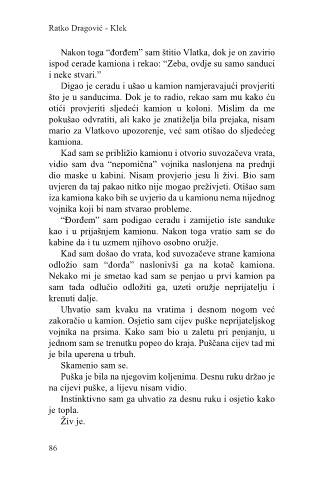 Ratko Dragović - Klek
Nakon toga “đorđem” sam štitio Vlatka, dok je on zavirio
ispod cerade kamiona i rekao: “Zeba, ovdje su samo sanduci
i neke stvari.”
Digao je ceradu i ušao u kamion namjeravajući provjeriti
što je u sanducima. Dok je to radio, rekao sam mu kako ću
otići provjeriti sljedeći kamion u koloni. Mislim da me
pokušao odvratiti, ali kako je znatiželja bila prejaka, nisam
mario za Vlatkovo upozorenje, već sam otišao do sljedećeg
kamiona.
Kad sam se približio kamionu i otvorio suvozačeva vrata,
vidio sam dva “nepomična” vojnika naslonjena na prednji
dio maske u kabini. Nisam provjerio jesu li živi. Bio sam
uvjeren da taj pakao nitko nije mogao preživjeti. Otišao sam
iza kamiona kako bih se uvjerio da u kamionu nema nijednog
vojnika koji bi nam stvarao probleme.
“Đorđem” sam podigao ceradu i zamijetio iste sanduke
kao i u prijašnjem kamionu. Nakon toga vratio sam se do
kabine da i tu uzmem njihovo osobno oružje.
Kad sam došao do vrata, kod suvozačeve strane kamiona
odložio sam “đorđa” naslonivši ga na kotač kamiona.
Nekako mi je smetao kad sam se penjao u prvi kamion pa
sam tada odlučio odložiti ga, uzeti oružje neprijatelju i
krenuti dalje.
Uhvatio sam kvaku na vratima i desnom nogom već
zakoračio u kamion. Osjetio sam cijev puške neprijateljskog
vojnika na prsima. Kako sam bio u zaletu pri penjanju, u
jednom sam se trenutku popeo do kraja. Puščana cijev tad mi
je bila uperena u trbuh.
Skamenio sam se.
Puška je bila na njegovim koljenima. Desnu ruku držao je
na cijevi puške, a lijevu nisam vidio.
Instinktivno sam ga uhvatio za desnu ruku i osjetio kako
je topla.
Živ je.
86